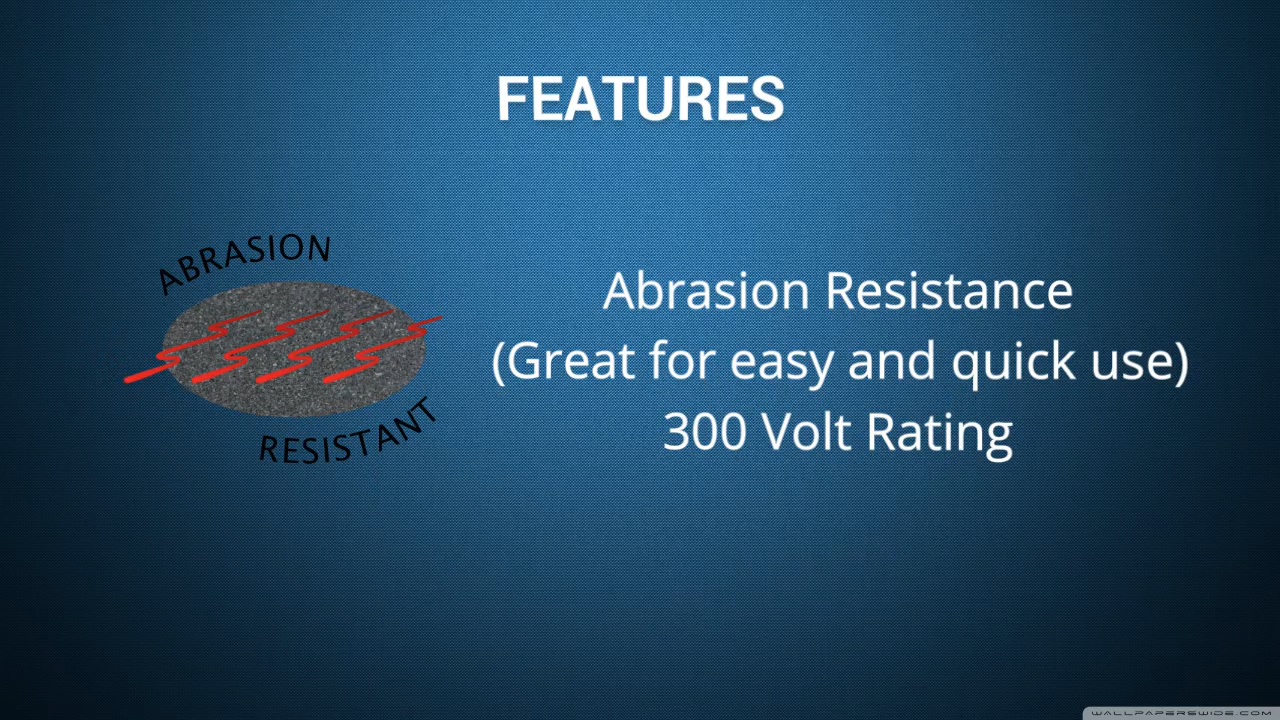 FEATURES
ABRASION
RESISTANT
Abrasion Resistance
(Great for easy and quick use)
300 Volt Rating
WALLPAPERSWIDE.COM